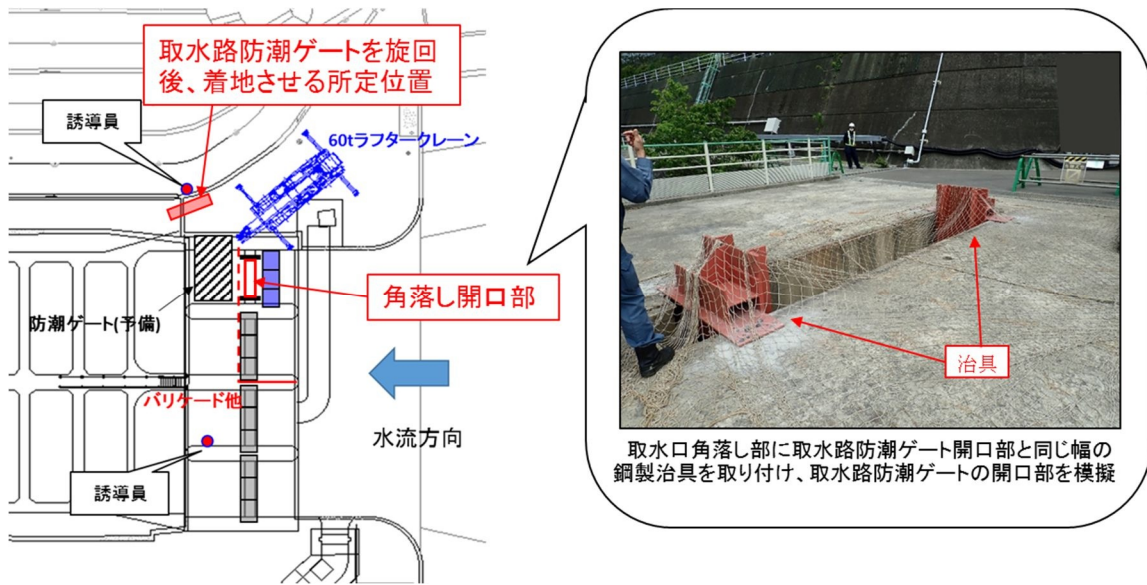 取水路防潮ゲートを旋回
後、着地させる所定位置
誘導員
60tラフタークレーン
角落し開口部
防潮ゲート(予備)
バリケード他
水流方向
誘導員
治具
取水口角落し部に取水路防潮ゲート開口部と同じ幅の
鋼製治具を取り付け、取水路防潮ゲートの開口部を模擬